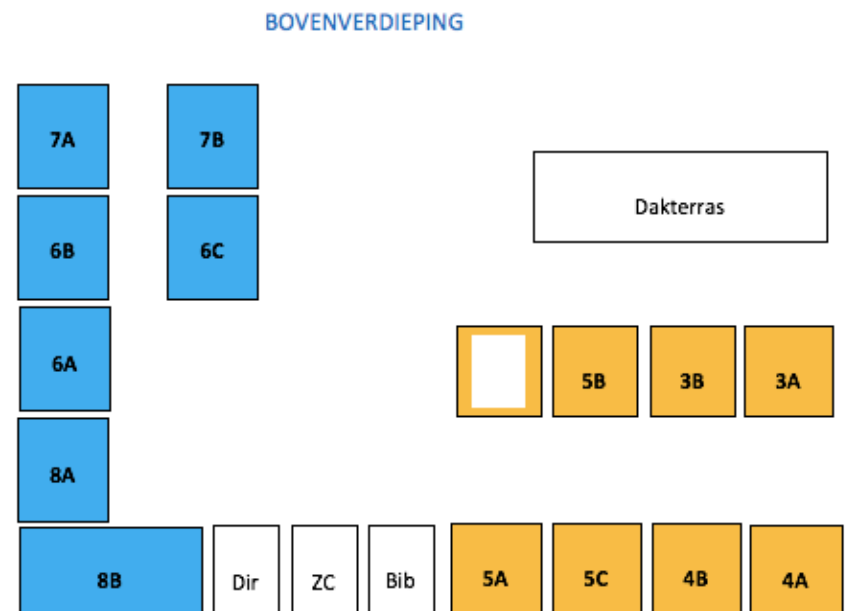 BOVENVERDIEPING
7A
7B
Dakterras
6B
6C
6A
5B
3B
3A
8A
8B
Dir
ZC
Bib
5A
5C
4B
4A